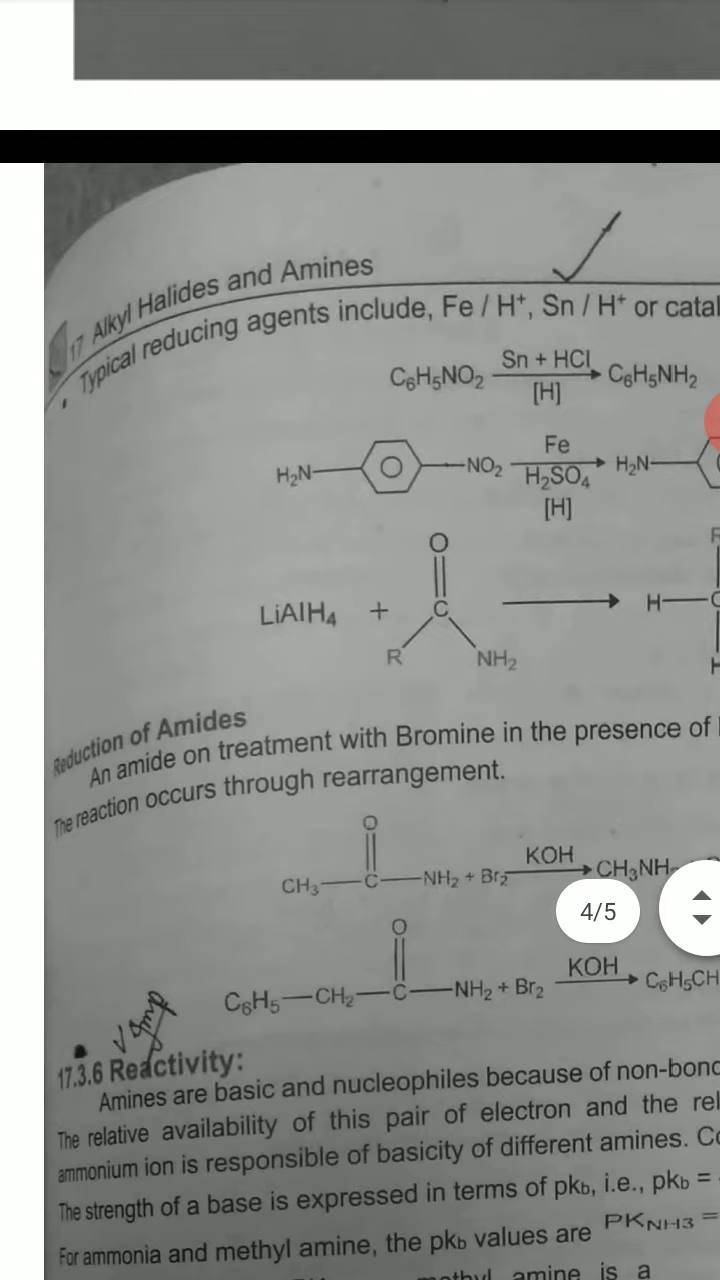 17 Alkyl Halides and Amines
• Typical reducing agents include, Fe / H⁺, Sn / H⁺ or catal
C₆H₅NO₂ Sn + HCl [H] C₆H₅NH₂
H₂N NO₂ Fe H₂SO₄ [H] H₂N
LiAlH₄ + O C R NH₂ H C
Reduction of Amides
An amide on treatment with Bromine in the presence of
The reaction occurs through rearrangement.
O
CH₃—C—NH₂ + Br₂ KOH CH₃NH
4/5
O
C₆H₅—CH₂—C—NH₂ + Br₂ KOH C₆H₅CH
17.3.6 Reactivity:
Amines are basic and nucleophiles because of non-bond
The relative availability of this pair of electron and the rel
ammonium ion is responsible of basicity of different amines. Co
The strength of a base is expressed in terms of pkb, i.e., pkb =
For ammonia and methyl amine, the pkb values are PKNH3 =
methyl amine is a